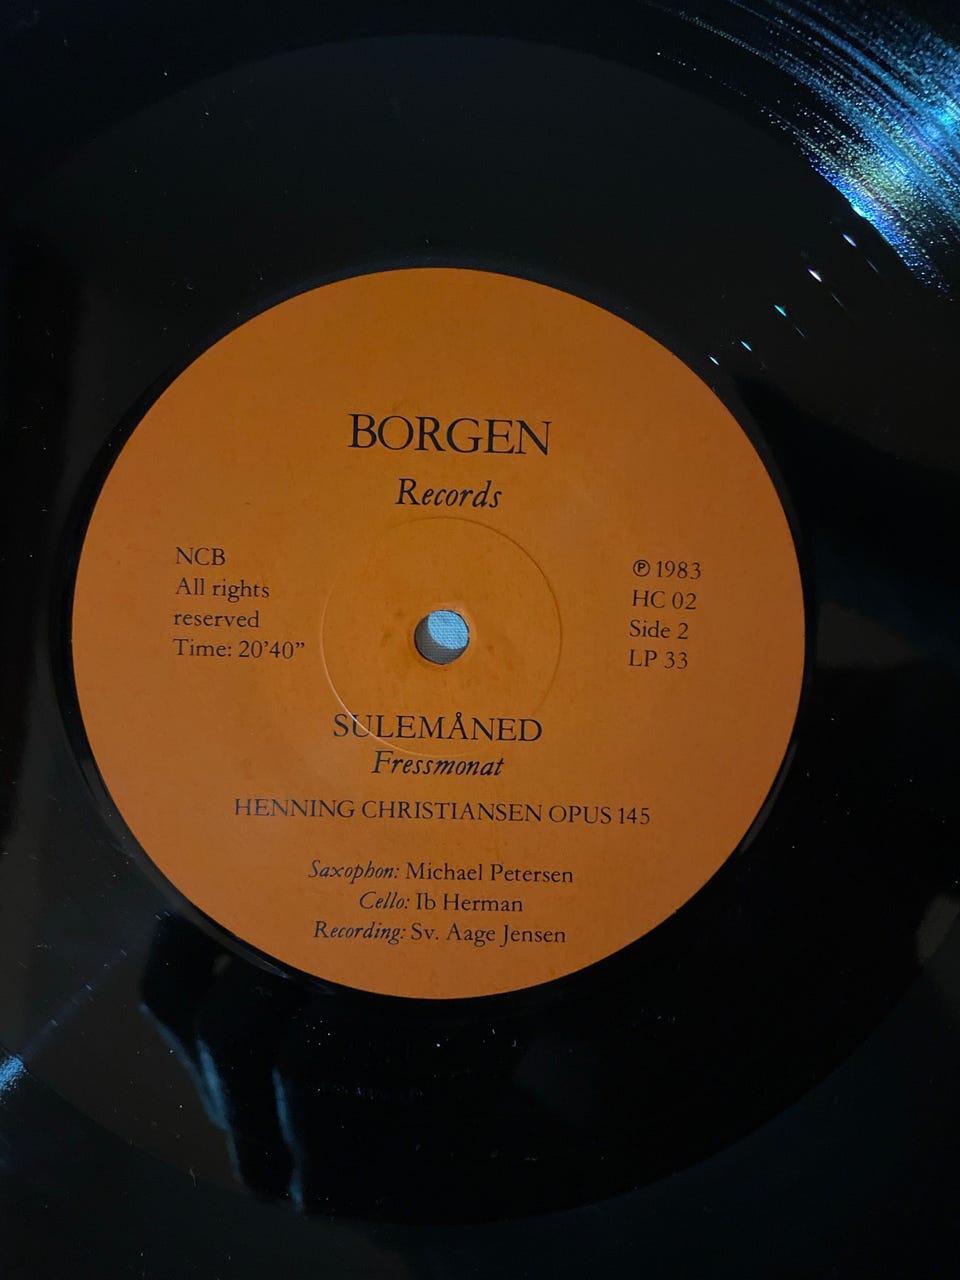 BORGEN
Records
NCB
All rights
reserved
Time: 20'40”
℗ 1983
HC 02
Side 2
LP 33
SULEMÅNED
Fressmonat
HENNING CHRISTIANSEN OPUS 145
Saxophon: Michael Petersen
Cello: Ib Herman
Recording: Sv. Aage Jensen